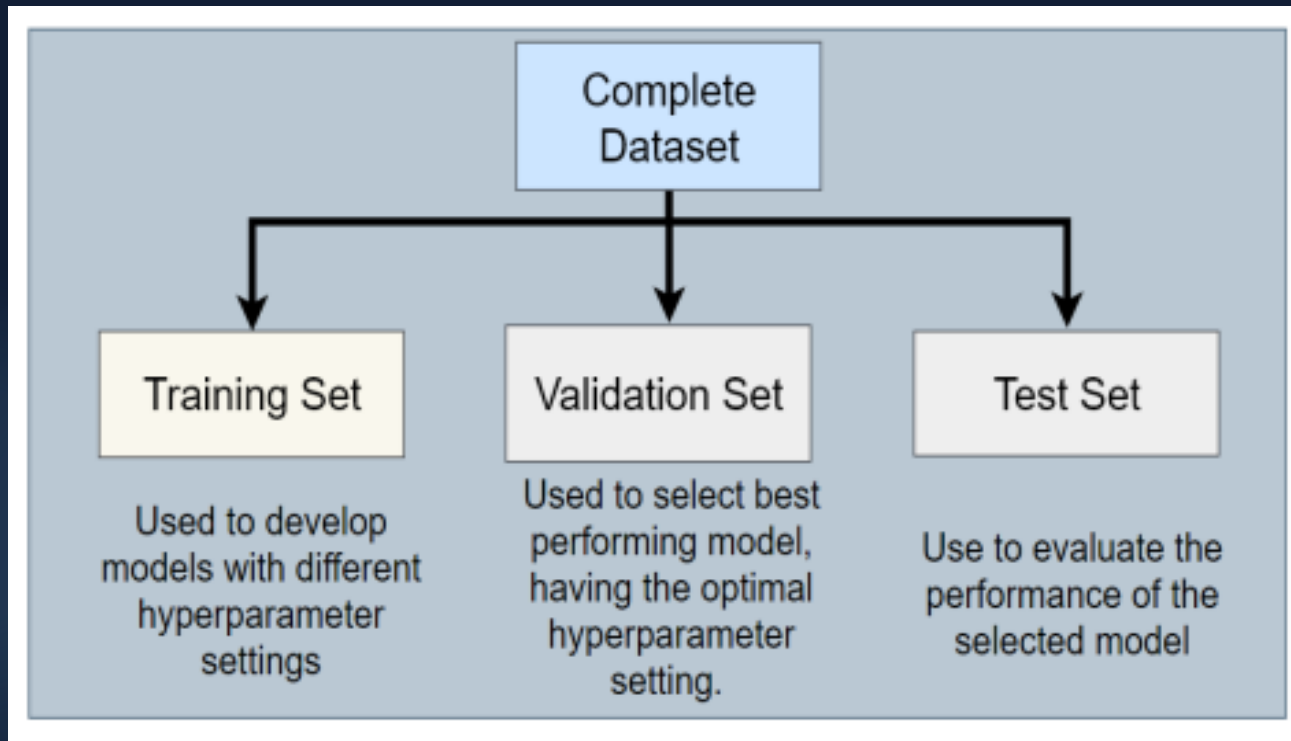 Complete
Dataset
Training Set
Validation Set
Test Set
Used to develop
models with different
hyperparameter
settings
Used to select best
performing model,
having the optimal
hyperparameter
setting.
Use to evaluate the
performance of the
selected model